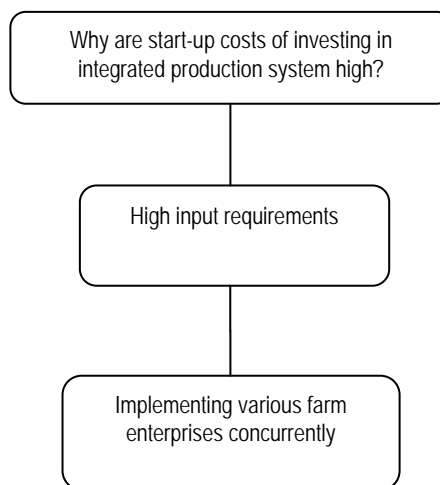 Why are start-up costs of investing in
integrated production system high?
High input requirements
Implementing various farm
enterprises concurrently